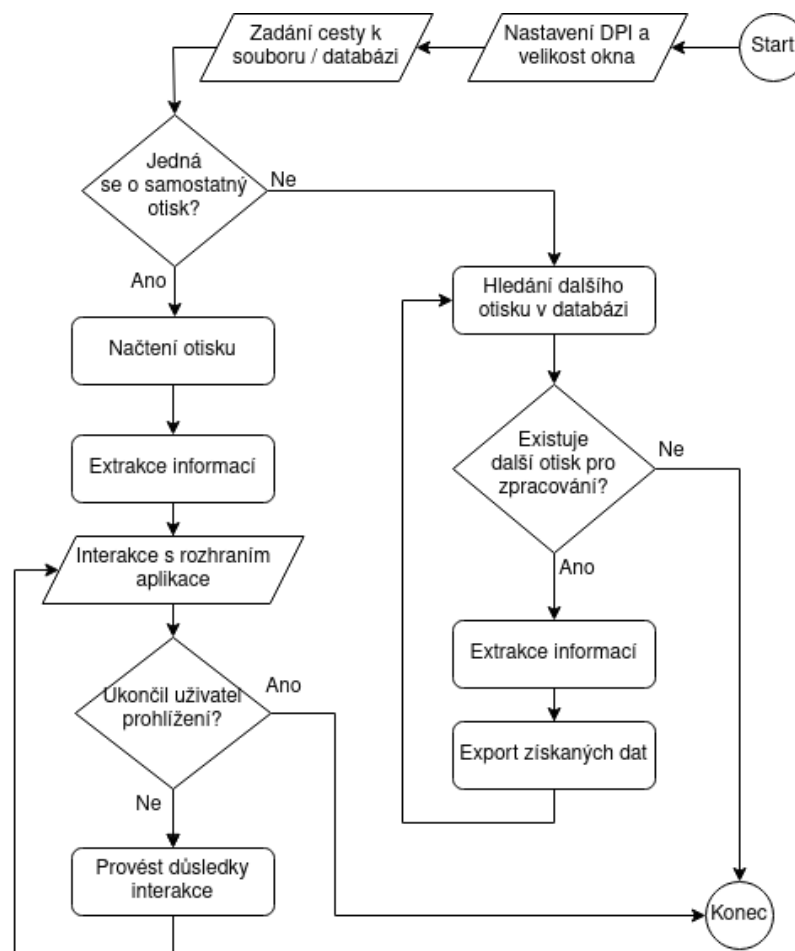 Start
Nastavení DPI a
velikost okna
Zadání cesty k
souboru / databázi
Jedná
se o samostatný
otisk?
Ne
Ano
Načtení otisku
Extrakce informací
Interakce s rozhraním
aplikace
Ukončil uživatel
prohlížení?
Ano
Ne
Provést důsledky
interakce
Hledání dalšího
otisku v databázi
Existuje
další otisk pro
zpracování?
Ne
Ano
Extrakce informací
Export získaných dat
Konec